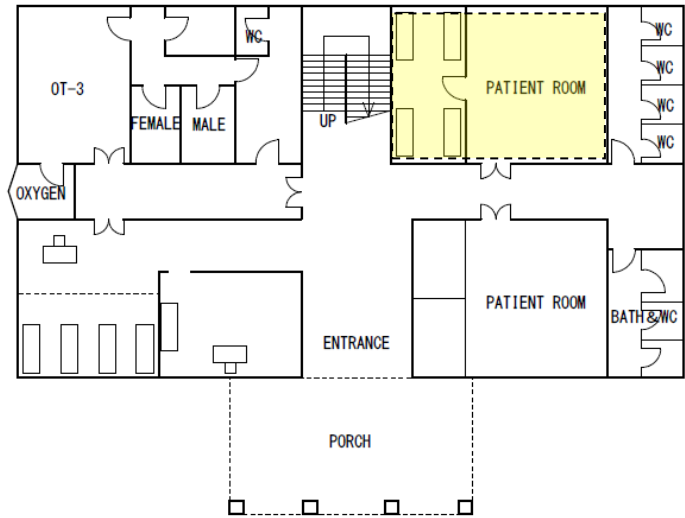 WC
WC
OT-3
PATIENT ROOM
WC
WC
UP
FEMALE
MALE
WC
OXYGEN
PATIENT ROOM
BATH&WC
ENTRANCE
PORCH